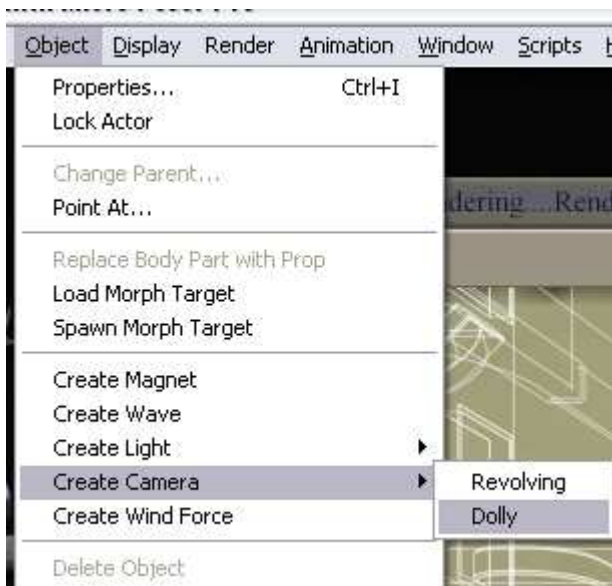 Object Display Render Animation Window Scripts
Properties... Ctrl+I
Lock Actor
Change Parent...
Point At...
dering ...Rend
Replace Body Part with Prop
Load Morph Target
Spawn Morph Target
Create Magnet
Create Wave
Create Light
Create Camera
Revolving
Create Wind Force
Dolly
Delete Object